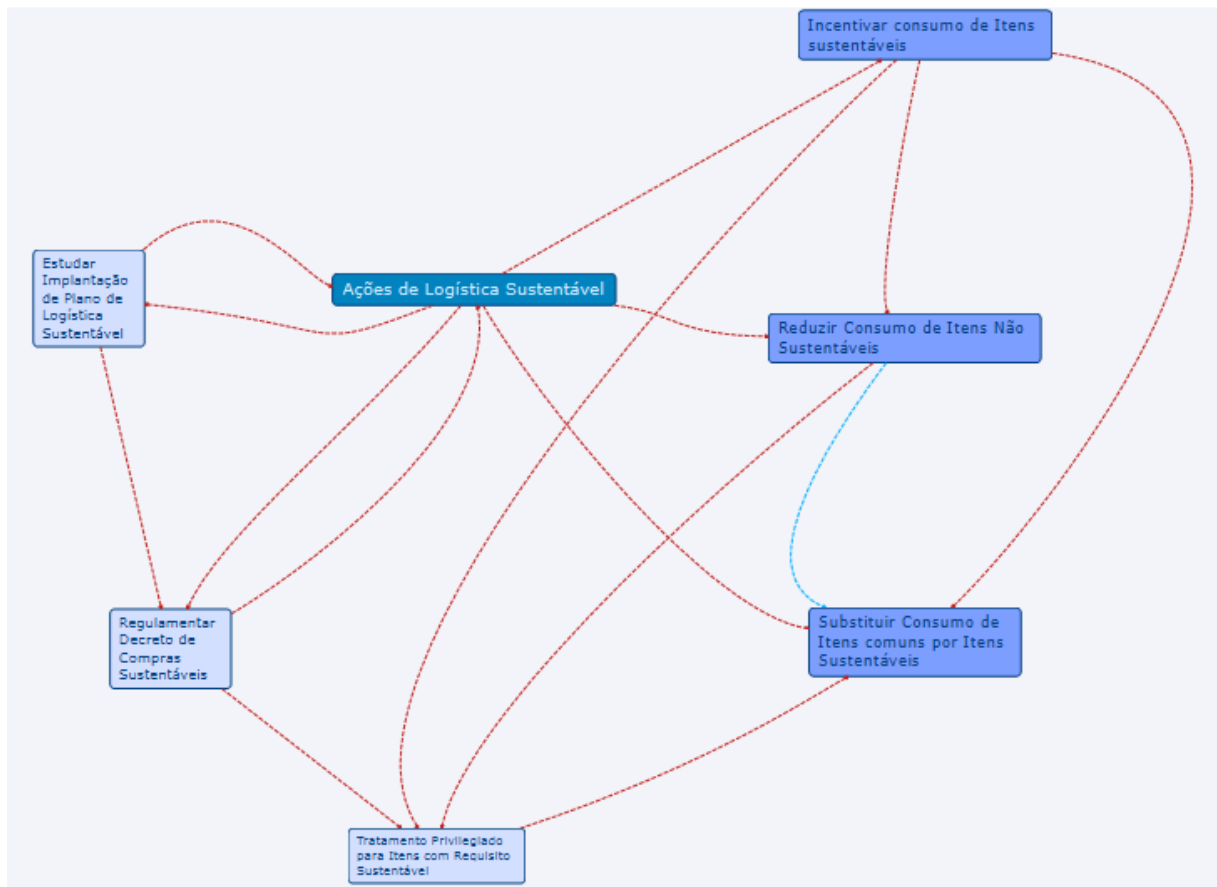 Incentivar consumo de Itens
sustentáveis
Estudar
Implantação
de Plano de
Logística
Sustentável
Ações de Logística Sustentável
Reduzir Consumo de Itens Não
Sustentáveis
Regulamentar
Decreto de
Compras
Sustentáveis
Substituir Consumo de
Itens comuns por Itens
Sustentáveis
Tratamento Privilegiado
para Itens com Requisito
Sustentável